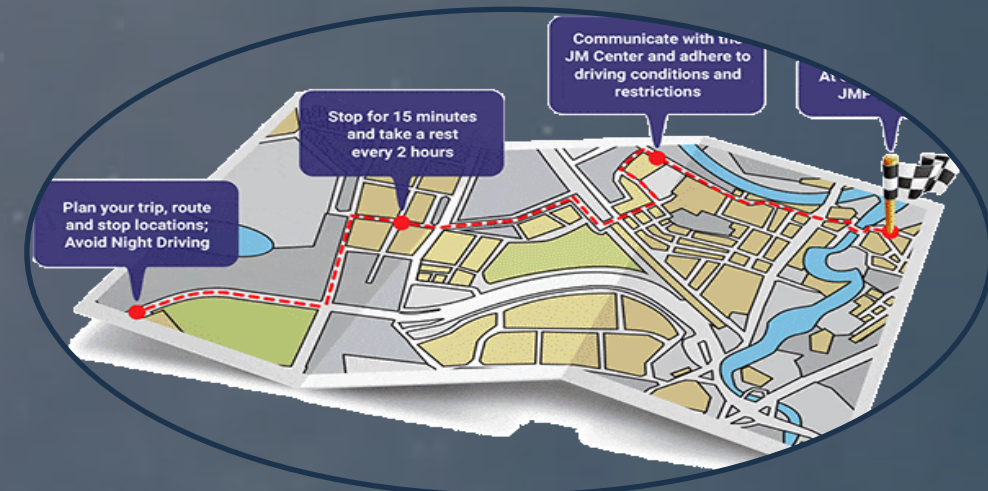 Plan your trip, route
and stop locations;
Avoid Night Driving
Stop for 15 minutes
and take a rest
every 2 hours
Communicate with the
JM Center and adhere to
driving conditions and
restrictions
At